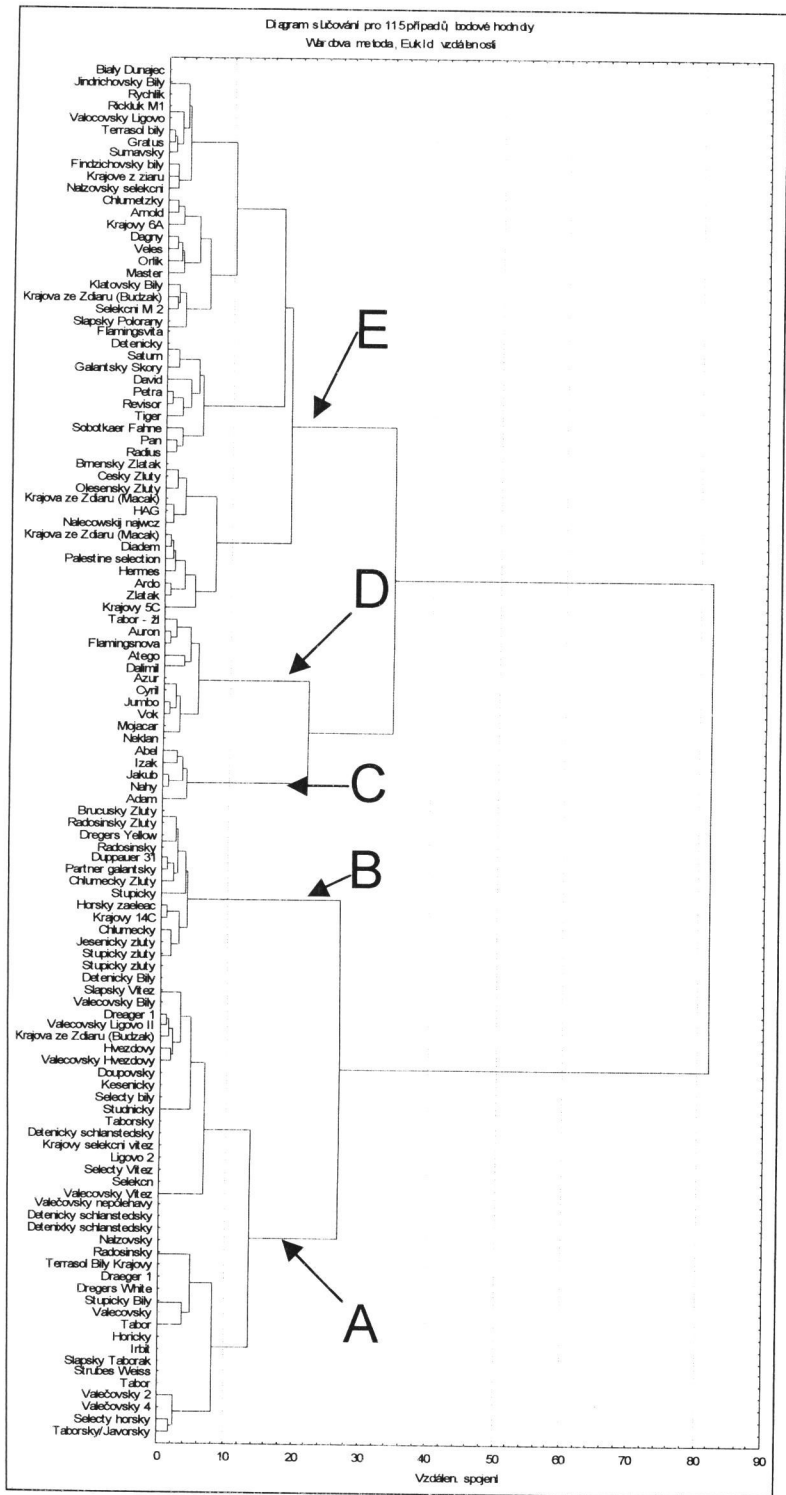 Diagram slučování pro 115 případů bodové hodnoty
Wardova metoda, Euklid vzdálenosti
Bialy Dunajec
Jindrichovsky Bily
Rychlik
Rickluk M1
Valocovsky Ligovo
Terrasol bily
Gratus
Sumavsky
Findzichovsky bily
Krajove z ziaru
Nalzovsky selekcni
Chlumetzky
Arnold
Krajovy 6A
Dagny
Veles
Orlik
Master
Klatovsky Bily
Krajova ze Zdiaru (Budzak)
Selekcni M 2
Slapsky Polorany
Flamingsvita
Detenicky
Saturn
Galantsky Skory
David
Petra
Revisor
Tiger
Sobotkaer Fahne
Pan
Radius
Brnensky Zlatak
Cesky Zluty
Olesensky Zluty
Krajova ze Zdiaru (Macak)
HAG
Nalecowskij najwcz
Krajova ze Zdiaru (Macak)
Diadem
Palestine selection
Hermes
Ardo
Zlatak
Krajovy 5C
Tabor - žl
Auron
Flamingsnova
Atego
Dalimil
Azur
Cyril
Jumbo
Vok
Mojacar
Neklan
Abel
Izak
Jakub
Nahy
Adam
Brucusky Zluty
Radosinsky Zluty
Dregers Yellow
Radosinsky
Duppauer 31
Partner galantsky
Chlumecky Zluty
Stupicky
Horsky zaeleac
Krajovy 14C
Chlumecky
Jesenicky zluty
Stupicky zluty
Stupicky zluty
Detenicky Bily
Slapsky Vitez
Valecovsky Bily
Dreager 1
Valecovsky Ligovo II
Krajova ze Zdiaru (Budzak)
Hvezdovy
Valecovsky Hvezdovy
Doupovsky
Kesenicky
Selecty bily
Studnicky
Taborsky
Detenicky schlanstedsky
Krajovy selekcni vitez
Ligovo 2
Selecty Vitez
Selekcn
Valecovsky Vitez
Valečovsky nepolehavy
Detenicky schlanstedsky
Detenixky schlanstedsky
Nalzovsky
Radosinsky
Terrasol Bily Krajovy
Draeger 1
Dregers White
Stupicky Bily
Valecovsky
Tabor
Horicky
Irbit
Slapsky Taborak
Strubes Weiss
Tabor
Valečovsky 2
Valečovsky 4
Selecty horsky
Taborsky/Javorsky
E
D
C
B
A
0 10 20 30 40 50 60 70 80 90
Vzdálen. spojení